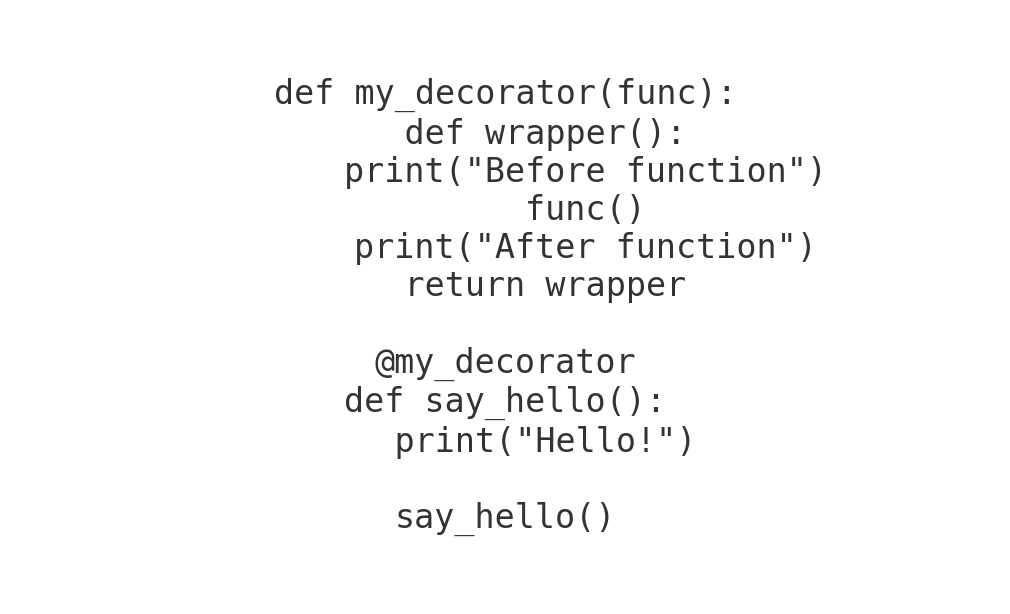 def my_decorator(func):
    def wrapper():
        print("Before function")
        func()
        print("After function")
    return wrapper

@my_decorator
def say_hello():
    print("Hello!")

say_hello()